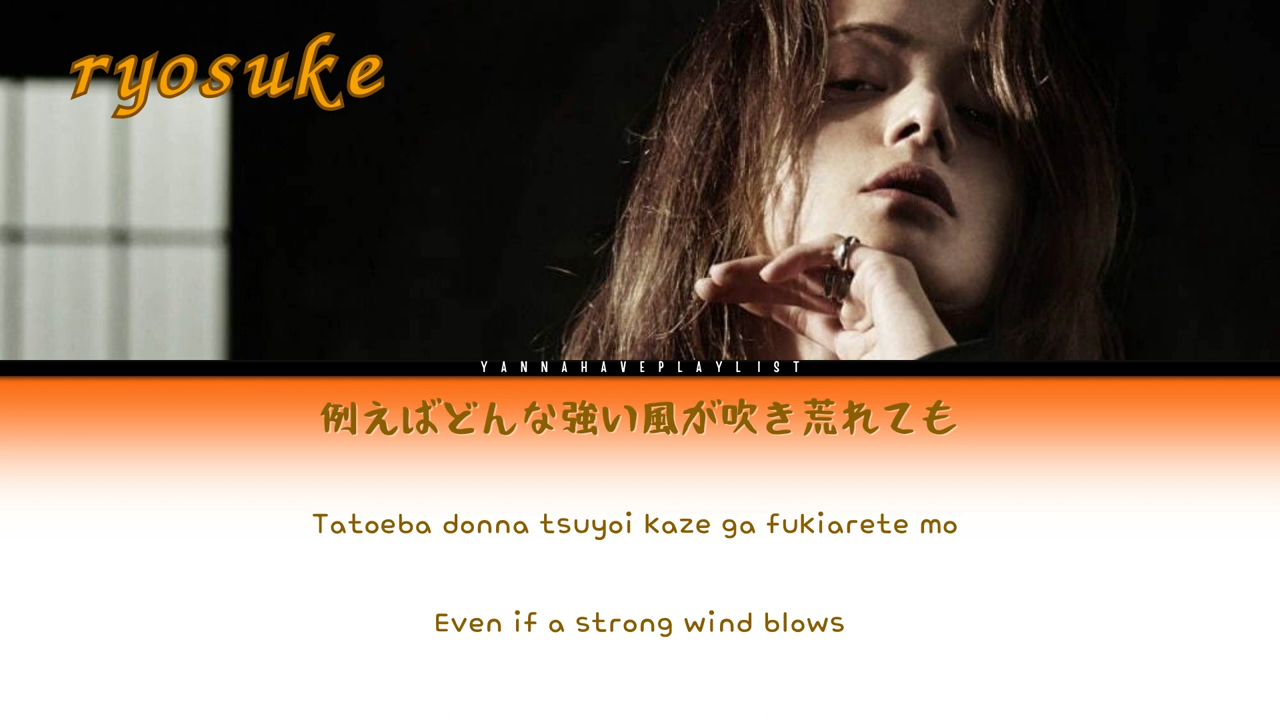 ryosuke
YANNAHAVEPLAYLIST
例えばどんな強い風が吹き荒れても
Tatoeba donna tsuyoi kaze ga fukiarete mo
Even if a strong wind blows